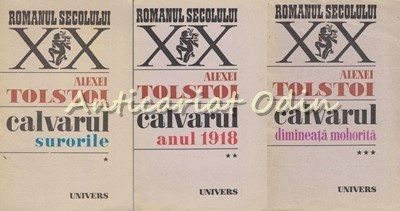 ROMANUL SECOLULUI
XX
ALEXEI
TOLSTOI
calvarul
surorile
*
UNIVERS
ROMANUL SECOLULUI
XX
ALEXEI
TOLSTOI
calvarul
anul 1918
**
UNIVERS
ROMANUL SECOLULUI
XX
ALEXEI
TOLSTOI
calvarul
dimineață mohorîtă
***
UNIVERS
Anticariat Odin